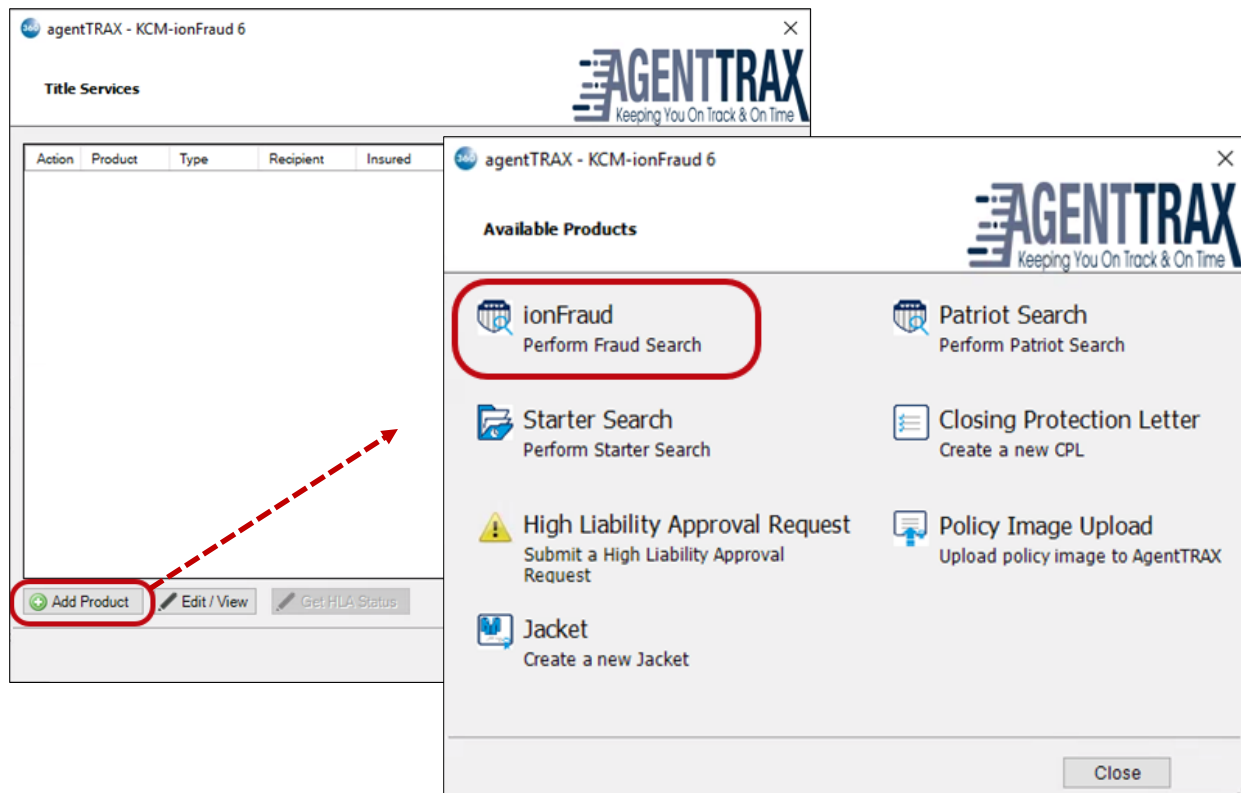 360 agentTRAX - KCM-ionFraud 6
Title Services
AGENTTRAX
Keeping You On Track & On Time
Action Product Type Recipient Insured
Add Product Edit / View Get HLA Status
360 agentTRAX - KCM-ionFraud 6
Available Products
AGENTTRAX
Keeping You On Track & On Time
ionFraud
Perform Fraud Search
Patriot Search
Perform Patriot Search
Starter Search
Perform Starter Search
Closing Protection Letter
Create a new CPL
High Liability Approval Request
Submit a High Liability Approval
Request
Policy Image Upload
Upload policy image to AgentTRAX
Jacket
Create a new Jacket
Close